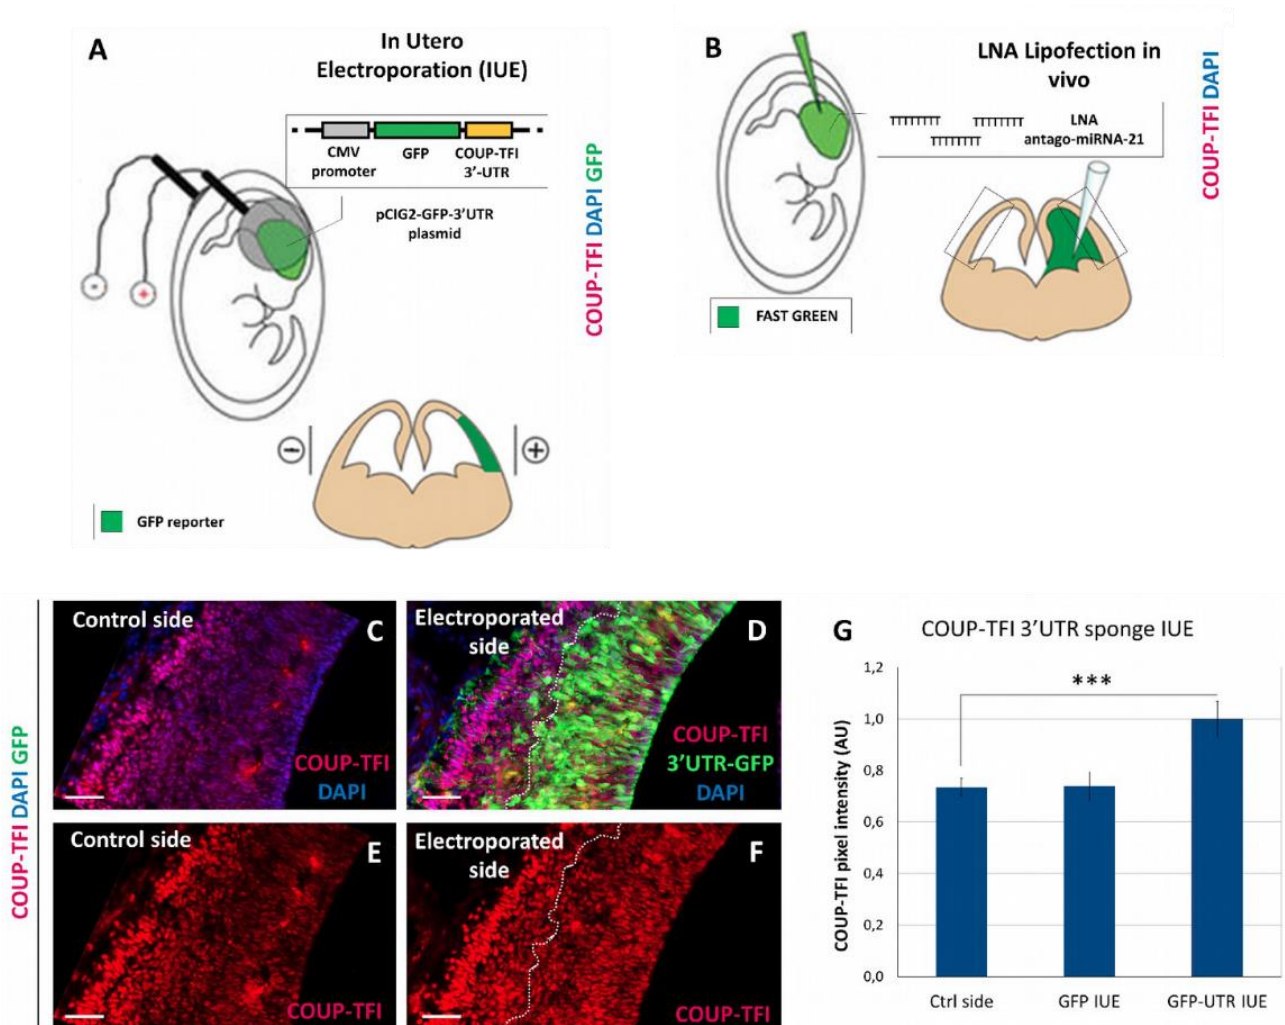 A
In Utero
Electroporation (IUE)
CMV
promoter
GFP
COUP-TFI
3'-UTR
pCIG2-GFP-3'UTR
plasmid
-
+
−
+
GFP reporter
COUP-TFI DAPI GFP
B
LNA Lipofection in
vivo
LNA
antago-miRNA-21
FAST GREEN
COUP-TFI DAPI
COUP-TFI DAPI GFP
Control side
C
COUP-TFI
DAPI
Electroporated
side
D
COUP-TFI
3'UTR-GFP
DAPI
Control side
E
COUP-TFI
Electroporated
side
F
COUP-TFI
G
COUP-TFI 3'UTR sponge IUE
COUP-TFI pixel intensity (AU)
1,2
1,0
0,8
0,6
0,4
0,2
0,0
***
Ctrl side
GFP IUE
GFP-UTR IUE